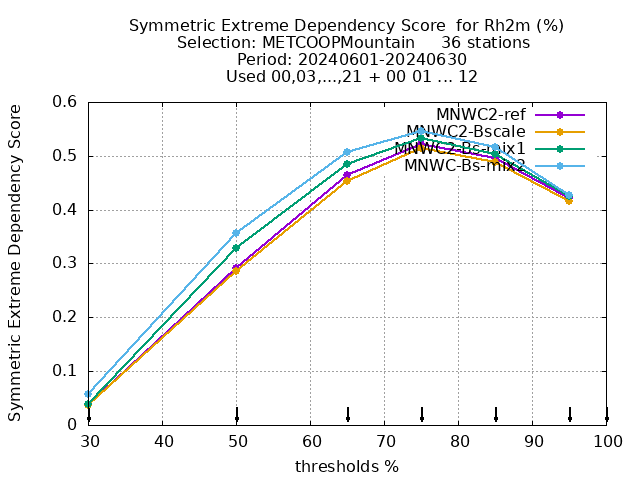 Symmetric Extreme Dependency Score  for Rh2m (%)
Selection: METCOOPMountain     36 stations
Period: 20240601-20240630
Used 00,03,...,21 + 00 01 ... 12
Symmetric Extreme Dependency Score
0.6
0.5
0.4
0.3
0.2
0.1
0
MNWC2-ref
MNWC2-Bscale
MNWC2-Bs-mix1
MNWC-Bs-mix2
30 40 50 60 70 80 90 100
thresholds %